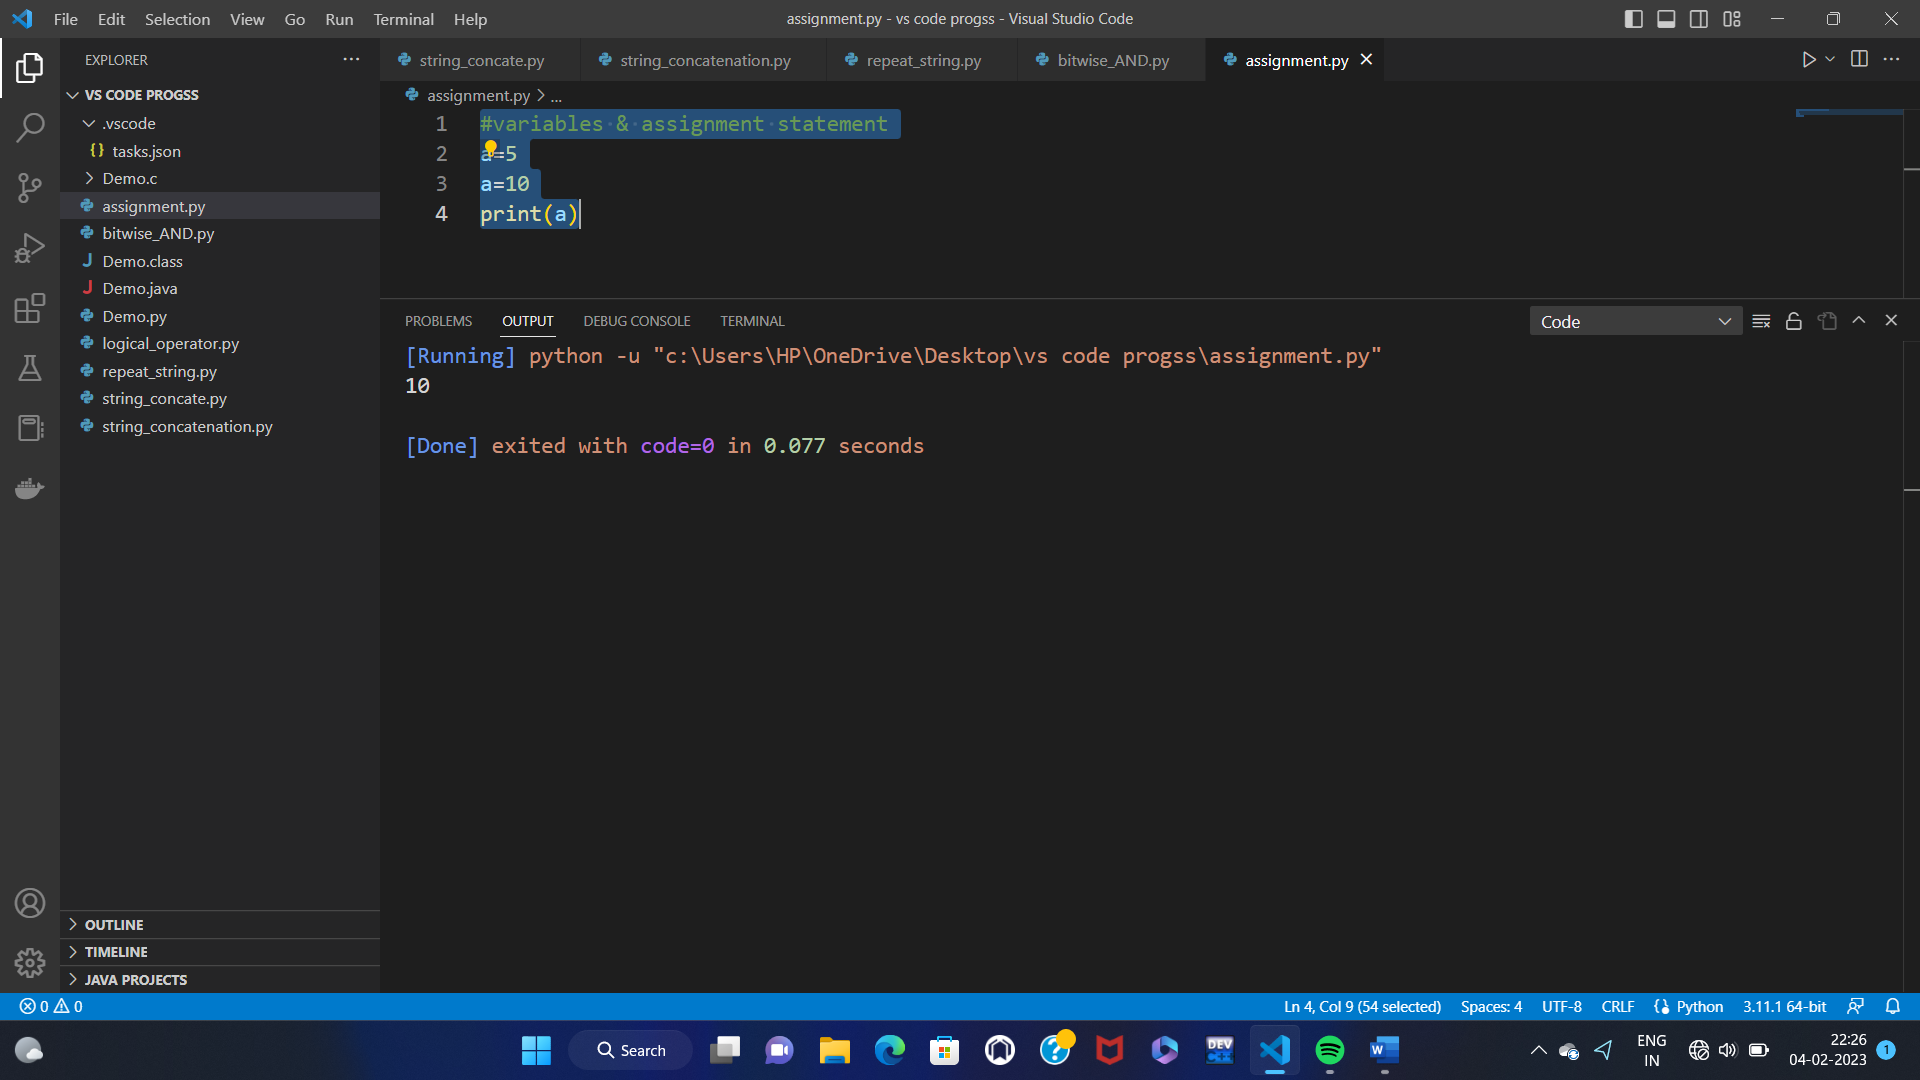 File Edit Selection View Go Run Terminal Help
assignment.py - vs code progss - Visual Studio Code
EXPLORER
VS CODE PROGSS
.vscode
tasks.json
Demo.c
assignment.py
bitwise_AND.py
Demo.class
Demo.java
Demo.py
logical_operator.py
repeat_string.py
string_concate.py
string_concatenation.py
OUTLINE
TIMELINE
JAVA PROJECTS
string_concate.py string_concatenation.py repeat_string.py bitwise_AND.py assignment.py
assignment.py > ...
1 #variables & assignment statement
2 a=5
3 a=10
4 print(a)
PROBLEMS OUTPUT DEBUG CONSOLE TERMINAL Code
[Running] python -u "c:\Users\HP\OneDrive\Desktop\vs code progss\assignment.py"
10
[Done] exited with code=0 in 0.077 seconds
0 0 Ln 4, Col 9 (54 selected) Spaces: 4 UTF-8 CRLF Python 3.11.1 64-bit
Search
DEV
C++
W
ENG
IN
22:26
04-02-2023
1